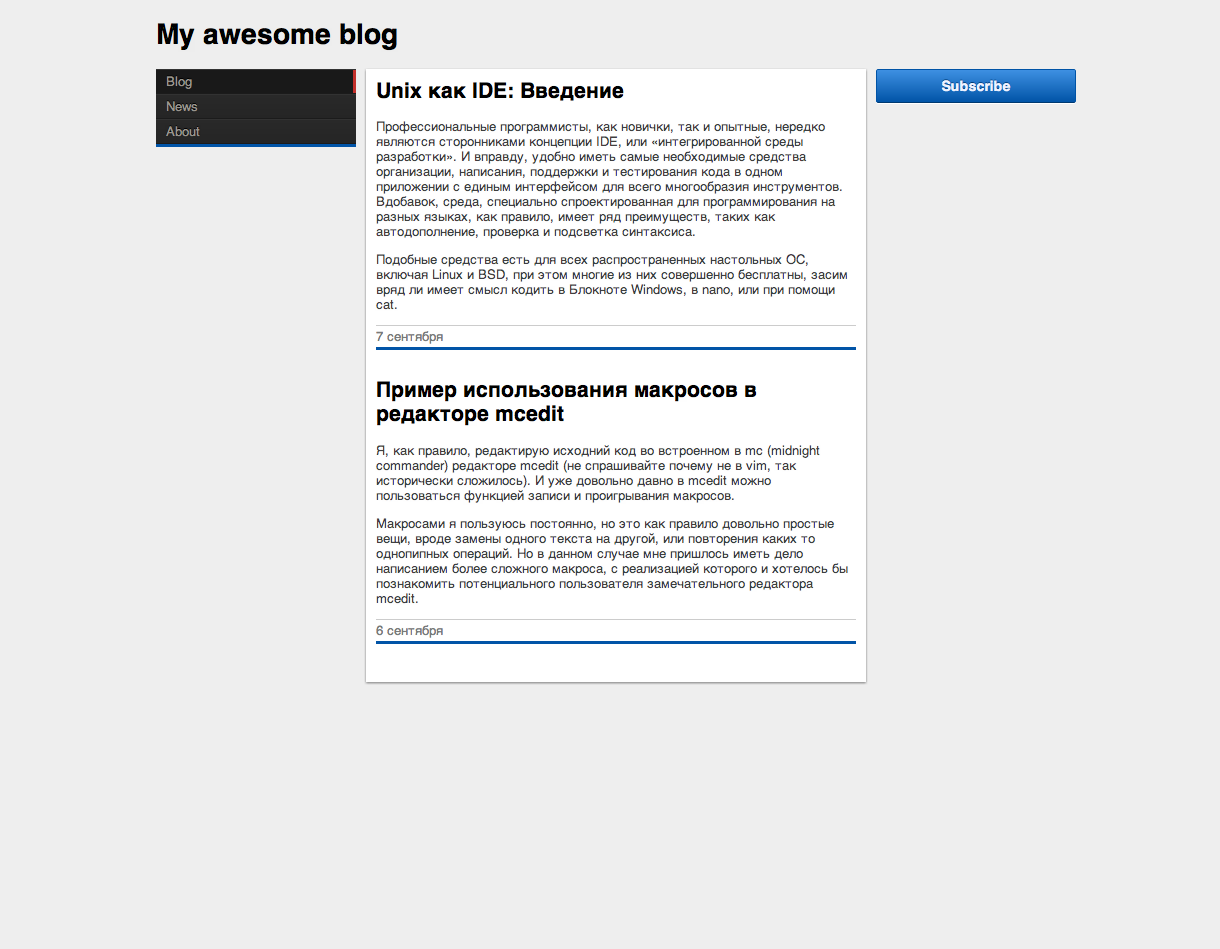 My awesome blog
Blog
News
About
Unix как IDE: Введение
Профессиональные программисты, как новички, так и опытные, нередко
являются сторонниками концепции IDE, или «интегрированной среды
разработки». И вправду, удобно иметь самые необходимые средства
организации, написания, поддержки и тестирования кода в одном
приложении с единым интерфейсом для всего многообразия инструментов.
Вдобавок, среда, специально спроектированная для программирования на
разных языках, как правило, имеет ряд преимуществ, таких как
автодополнение, проверка и подсветка синтаксиса.
Подобные средства есть для всех распространенных настольных ОС,
включая Linux и BSD, при этом многие из них совершенно бесплатны, засим
вряд ли имеет смысл кодить в Блокноте Windows, в nano, или при помощи
cat.
7 сентября
Пример использования макросов в
редакторе mcedit
Я, как правило, редактирую исходний код во встроенном в mc (midnight
commander) редакторе mcedit (не спрашивайте почему не в vim, так
исторически сложилось). И уже довольно давно в mcedit можно
пользоваться функцией записи и проигрывания макросов.
Макросами я пользуюсь постоянно, но это как правило довольно простые
вещи, вроде замены одного текста на другой, или повторения каких то
однопипных операций. Но в данном случае мне пришлось иметь дело
написанием более сложного макроса, с реализацией которого и хотелось бы
познакомить потенциального пользователя замечательного редактора
mcedit.
6 сентября
Subscribe